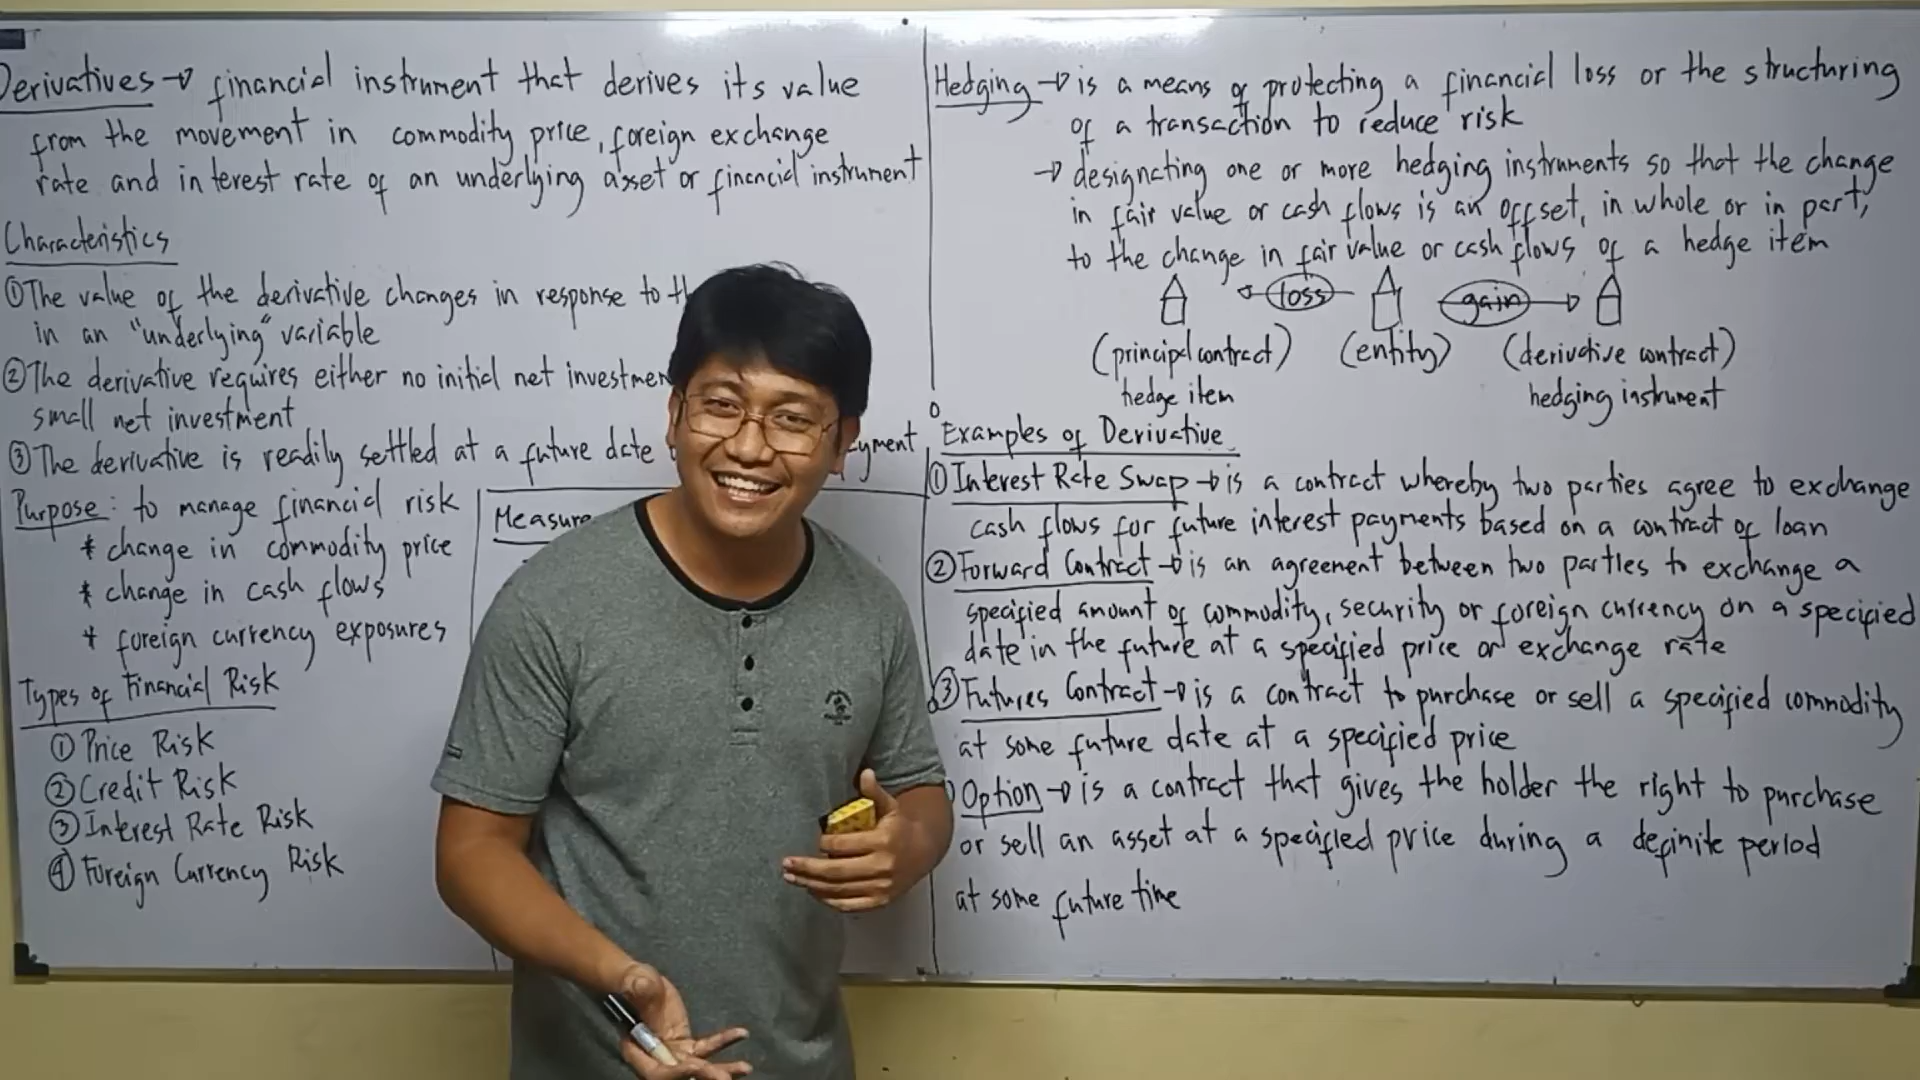 Derivatives → financial instrument that derives its value
from the movement in commodity price, foreign exchange
rate and interest rate of an underlying asset or financial instrument
Characteristics
① The value of the derivative changes in response to th
in an "underlying" variable
② The derivative requires either no initial net investmen
small net investment
③ The derivative is readily settled at a future date
yment
Purpose: to manage financial risk
* change in commodity price
* change in cash flows
* foreign currency exposures
Types of Financial Risk
① Price Risk
② Credit Risk
③ Interest Rate Risk
④ Foreign Currency Risk
Measure
Hedging → is a means of protecting a financial loss or the structuring
of a transaction to reduce risk
→ designating one or more hedging instruments so that the change
in fair value or cash flows is an offset, in whole or in part,
to the change in fair value or cash flows of a hedge item
loss gain
(principal contract) (entity) (derivative contract)
hedge item hedging instrument
Examples of Derivative
① Interest Rate Swap → is a contract whereby two parties agree to exchange
cash flows for future interest payments based on a contract of loan
② Forward Contract → is an agreement between two parties to exchange a
specified amount of commodity, security or foreign currency on a specified
date in the future at a specified price or exchange rate
③ Futures Contract → is a contract to purchase or sell a specified commodity
at some future date at a specified price
Option → is a contract that gives the holder the right to purchase
or sell an asset at a specified price during a definite period
at some future time